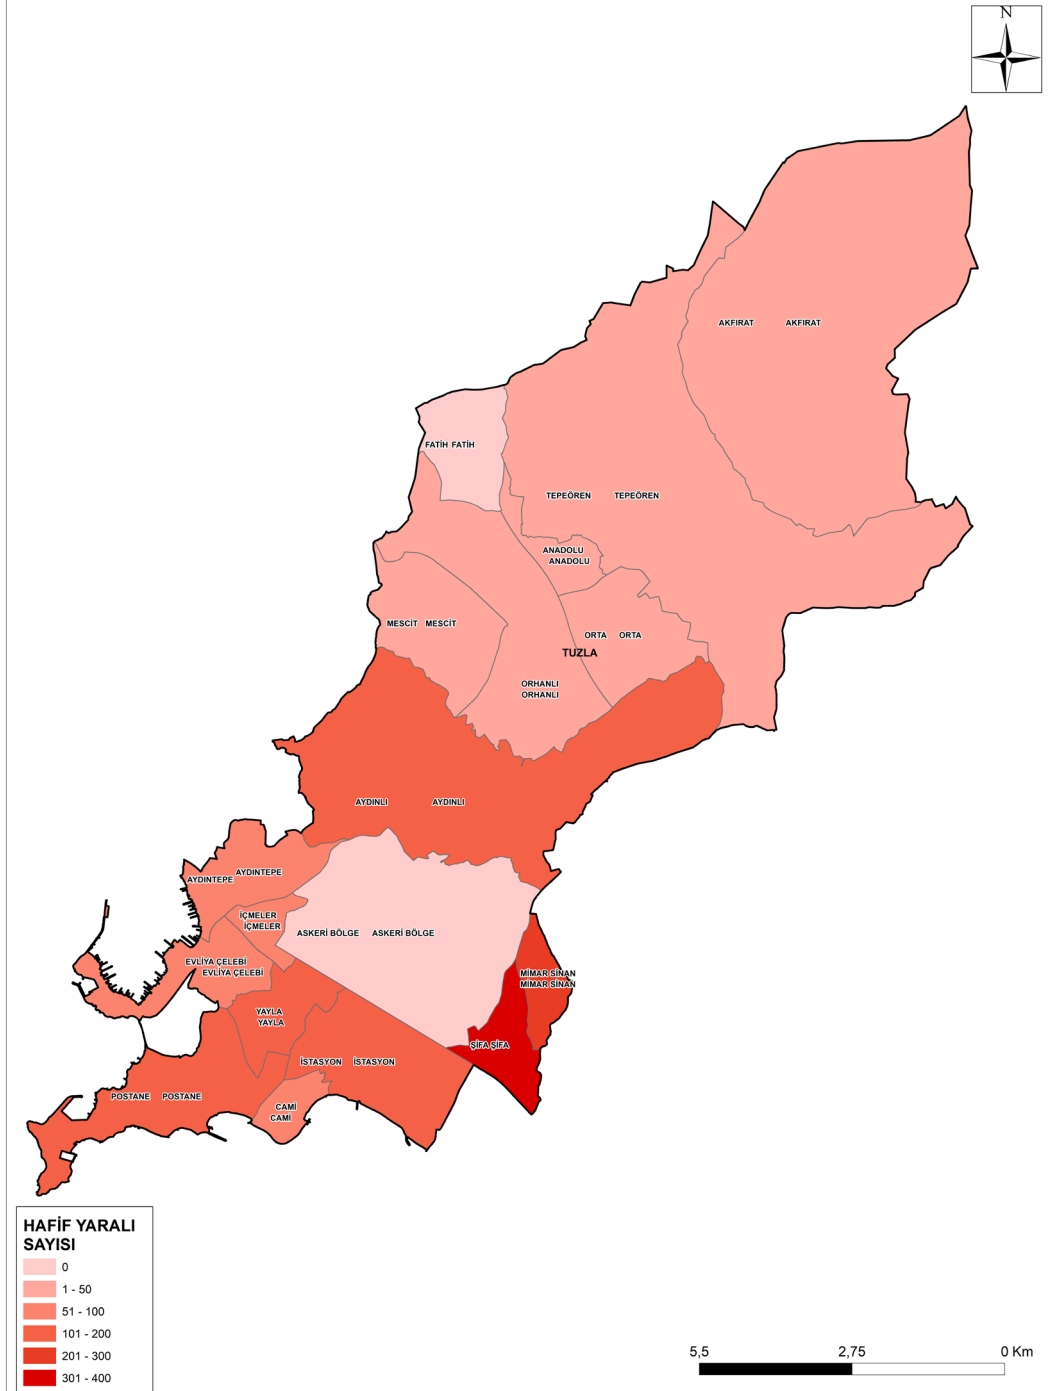 N
AKFIRAT AKFIRAT
FATİH FATİH
TEPEÖREN TEPEÖREN
ANADOLU
ANADOLU
MESCİT MESCİT
ORTA ORTA
TUZLA
ORHANLI
ORHANLI
AYDINLI AYDINLI
AYDINTEPE AYDINTEPE
İÇMELER
İÇMELER
ASKERİ BÖLGE ASKERİ BÖLGE
EVLİYA ÇELEBİ
EVLİYA ÇELEBİ
MİMAR SİNAN
MİMAR SİNAN
YAYLA
YAYLA
ŞİFA ŞİFA
İSTASYON İSTASYON
POSTANE POSTANE
CAMİ
CAMİ
HAFİF YARALI
SAYISI
0
1 - 50
51 - 100
101 - 200
201 - 300
301 - 400
5,5 2,75 0 Km